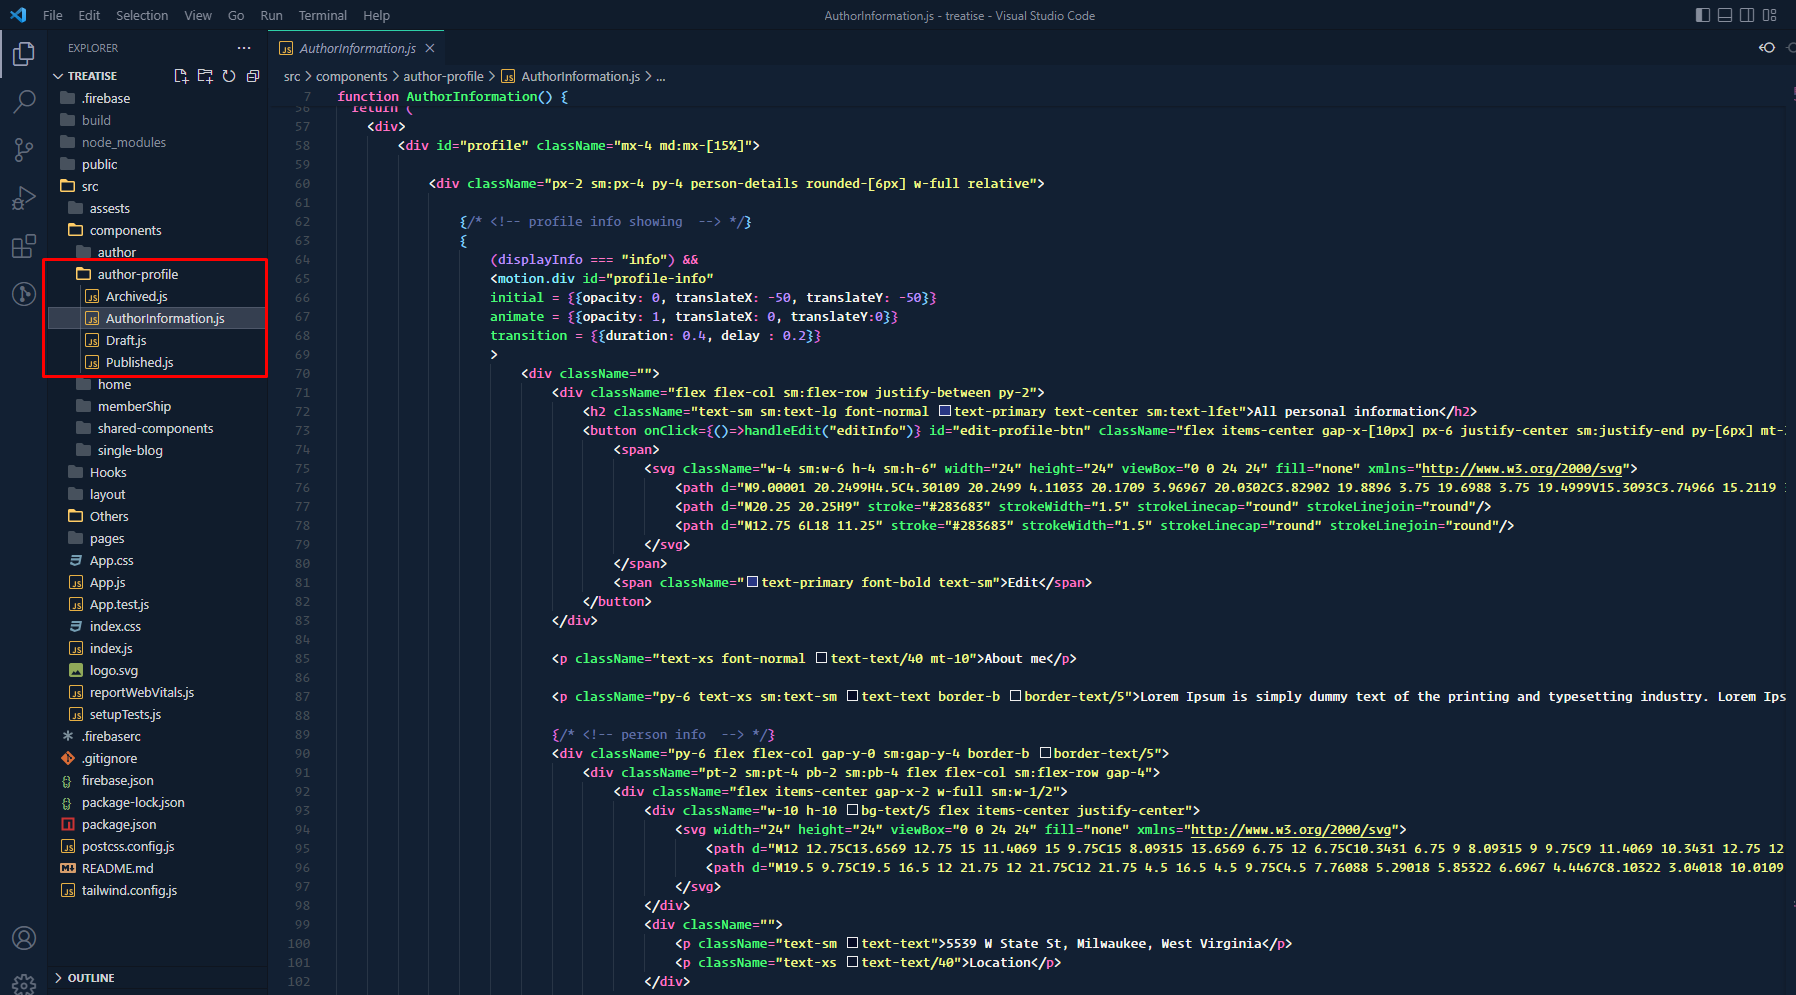 File Edit Selection View Go Run Terminal Help
AuthorInformation.js - treatise - Visual Studio Code
EXPLORER
TREATISE
.firebase
build
node_modules
public
src
assests
components
author
author-profile
Archived.js
AuthorInformation.js
Draft.js
Published.js
home
memberShip
shared-components
single-blog
Hooks
layout
Others
pages
App.css
App.js
App.test.js
index.css
index.js
logo.svg
reportWebVitals.js
setupTests.js
.firebaserc
.gitignore
firebase.json
package-lock.json
package.json
postcss.config.js
README.md
tailwind.config.js
OUTLINE
AuthorInformation.js
src > components > author-profile > AuthorInformation.js > ...
7 function AuthorInformation() {
56 return (
57 <div>
58 <div id="profile" className="mx-4 md:mx-[15%]">
59
60 <div className="px-2 sm:px-4 py-4 person-details rounded-[6px] w-full relative">
61
62 {/* <!-- profile info showing  --> */}
63 {
64 (displayInfo === "info") &&
65 <motion.div id="profile-info"
66 initial = {{opacity: 0, translateX: -50, translateY: -50}}
67 animate = {{opacity: 1, translateX: 0, translateY:0}}
68 transition = {{duration: 0.4, delay : 0.2}}
69 >
70 <div className="">
71 <div className="flex flex-col sm:flex-row justify-between py-2">
72 <h2 className="text-sm sm:text-lg font-normal text-primary text-center sm:text-lfet">All personal information</h2>
73 <button onClick={()=>handleEdit("editInfo")} id="edit-profile-btn" className="flex items-center gap-x-[10px] px-6 justify-center sm:justify-end py-[6px] mt-
74 <span>
75 <svg className="w-4 sm:w-6 h-4 sm:h-6" width="24" height="24" viewBox="0 0 24 24" fill="none" xmlns="http://www.w3.org/2000/svg">
76 <path d="M9.00001 20.2499H4.5C4.30109 20.2499 4.11033 20.1709 3.96967 20.0302C3.82902 19.8896 3.75 19.6988 3.75 19.4999V15.3093C3.74966 15.2119
77 <path d="M20.25 20.25H9" stroke="#283683" strokeWidth="1.5" strokeLinecap="round" strokeLinejoin="round"/>
78 <path d="M12.75 6L18 11.25" stroke="#283683" strokeWidth="1.5" strokeLinecap="round" strokeLinejoin="round"/>
79 </svg>
80 </span>
81 <span className="text-primary font-bold text-sm">Edit</span>
82 </button>
83 </div>
84
85 <p className="text-xs font-normal text-text/40 mt-10">About me</p>
86
87 <p className="py-6 text-xs sm:text-sm text-text border-b border-text/5">Lorem Ipsum is simply dummy text of the printing and typesetting industry. Lorem Ips
88
89 {/* <!-- person info  --> */}
90 <div className="py-6 flex flex-col gap-y-0 sm:gap-y-4 border-b border-text/5">
91 <div className="pt-2 sm:pt-4 pb-2 sm:pb-4 flex flex-col sm:flex-row gap-4">
92 <div className="flex items-center gap-x-2 w-full sm:w-1/2">
93 <div className="w-10 h-10 bg-text/5 flex items-center justify-center">
94 <svg width="24" height="24" viewBox="0 0 24 24" fill="none" xmlns="http://www.w3.org/2000/svg">
95 <path d="M12 12.75C13.6569 12.75 15 11.4069 15 9.75C15 8.09315 13.6569 6.75 12 6.75C10.3431 6.75 9 8.09315 9 9.75C9 11.4069 10.3431 12.75 12
96 <path d="M19.5 9.75C19.5 16.5 12 21.75 12 21.75C12 21.75 4.5 16.5 4.5 9.75C4.5 7.76088 5.29018 5.85322 6.6967 4.4467C8.10322 3.04018 10.0109
97 </svg>
98 </div>
99 <div className="">
100 <p className="text-sm text-text">5539 W State St, Milwaukee, West Virginia</p>
101 <p className="text-xs text-text/40">Location</p>
102 </div>